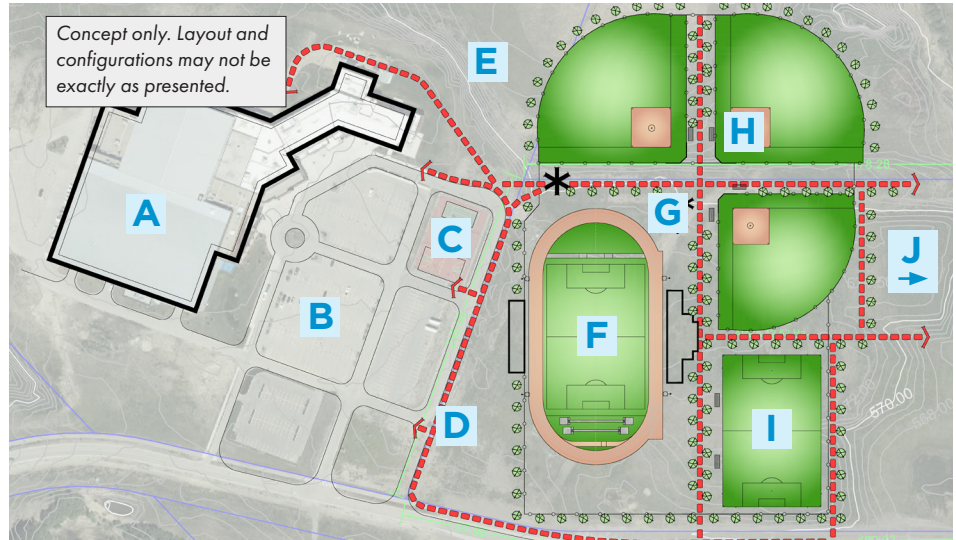 Concept only. Layout and
configurations may not be
exactly as presented.
E
H
A
G
C
J
B
F
D
I
570.00